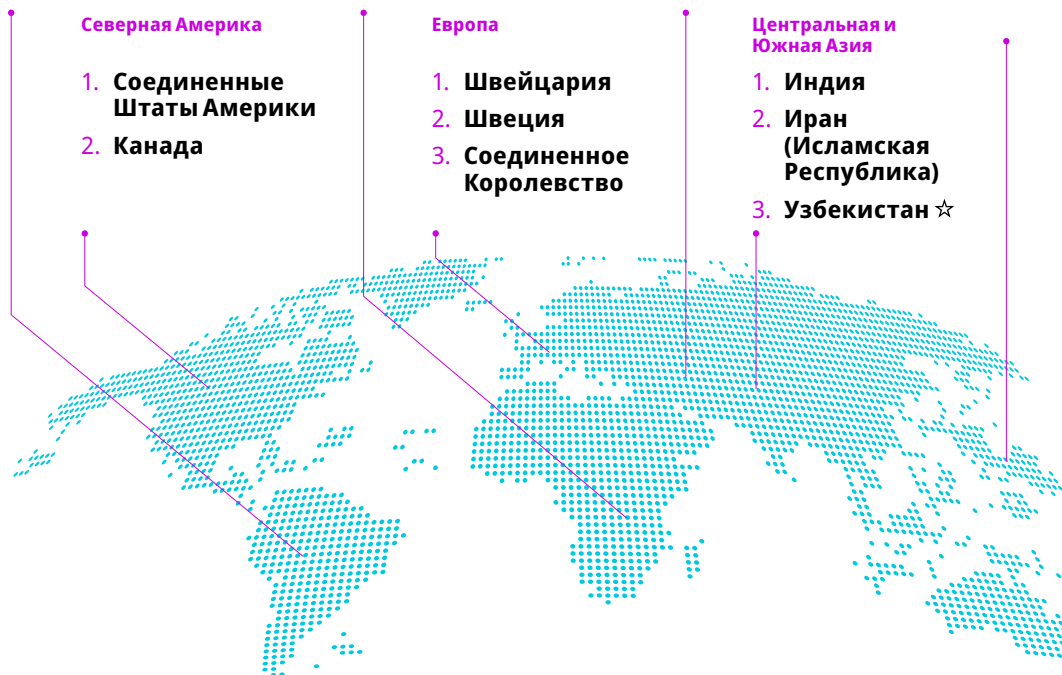 Северная Америка
1. Соединенные
Штаты Америки
2. Канада
Европа
1. Швейцария
2. Швеция
3. Соединенное
Королевство
Центральная и
Южная Азия
1. Индия
2. Иран
(Исламская
Республика)
3. Узбекистан ☆